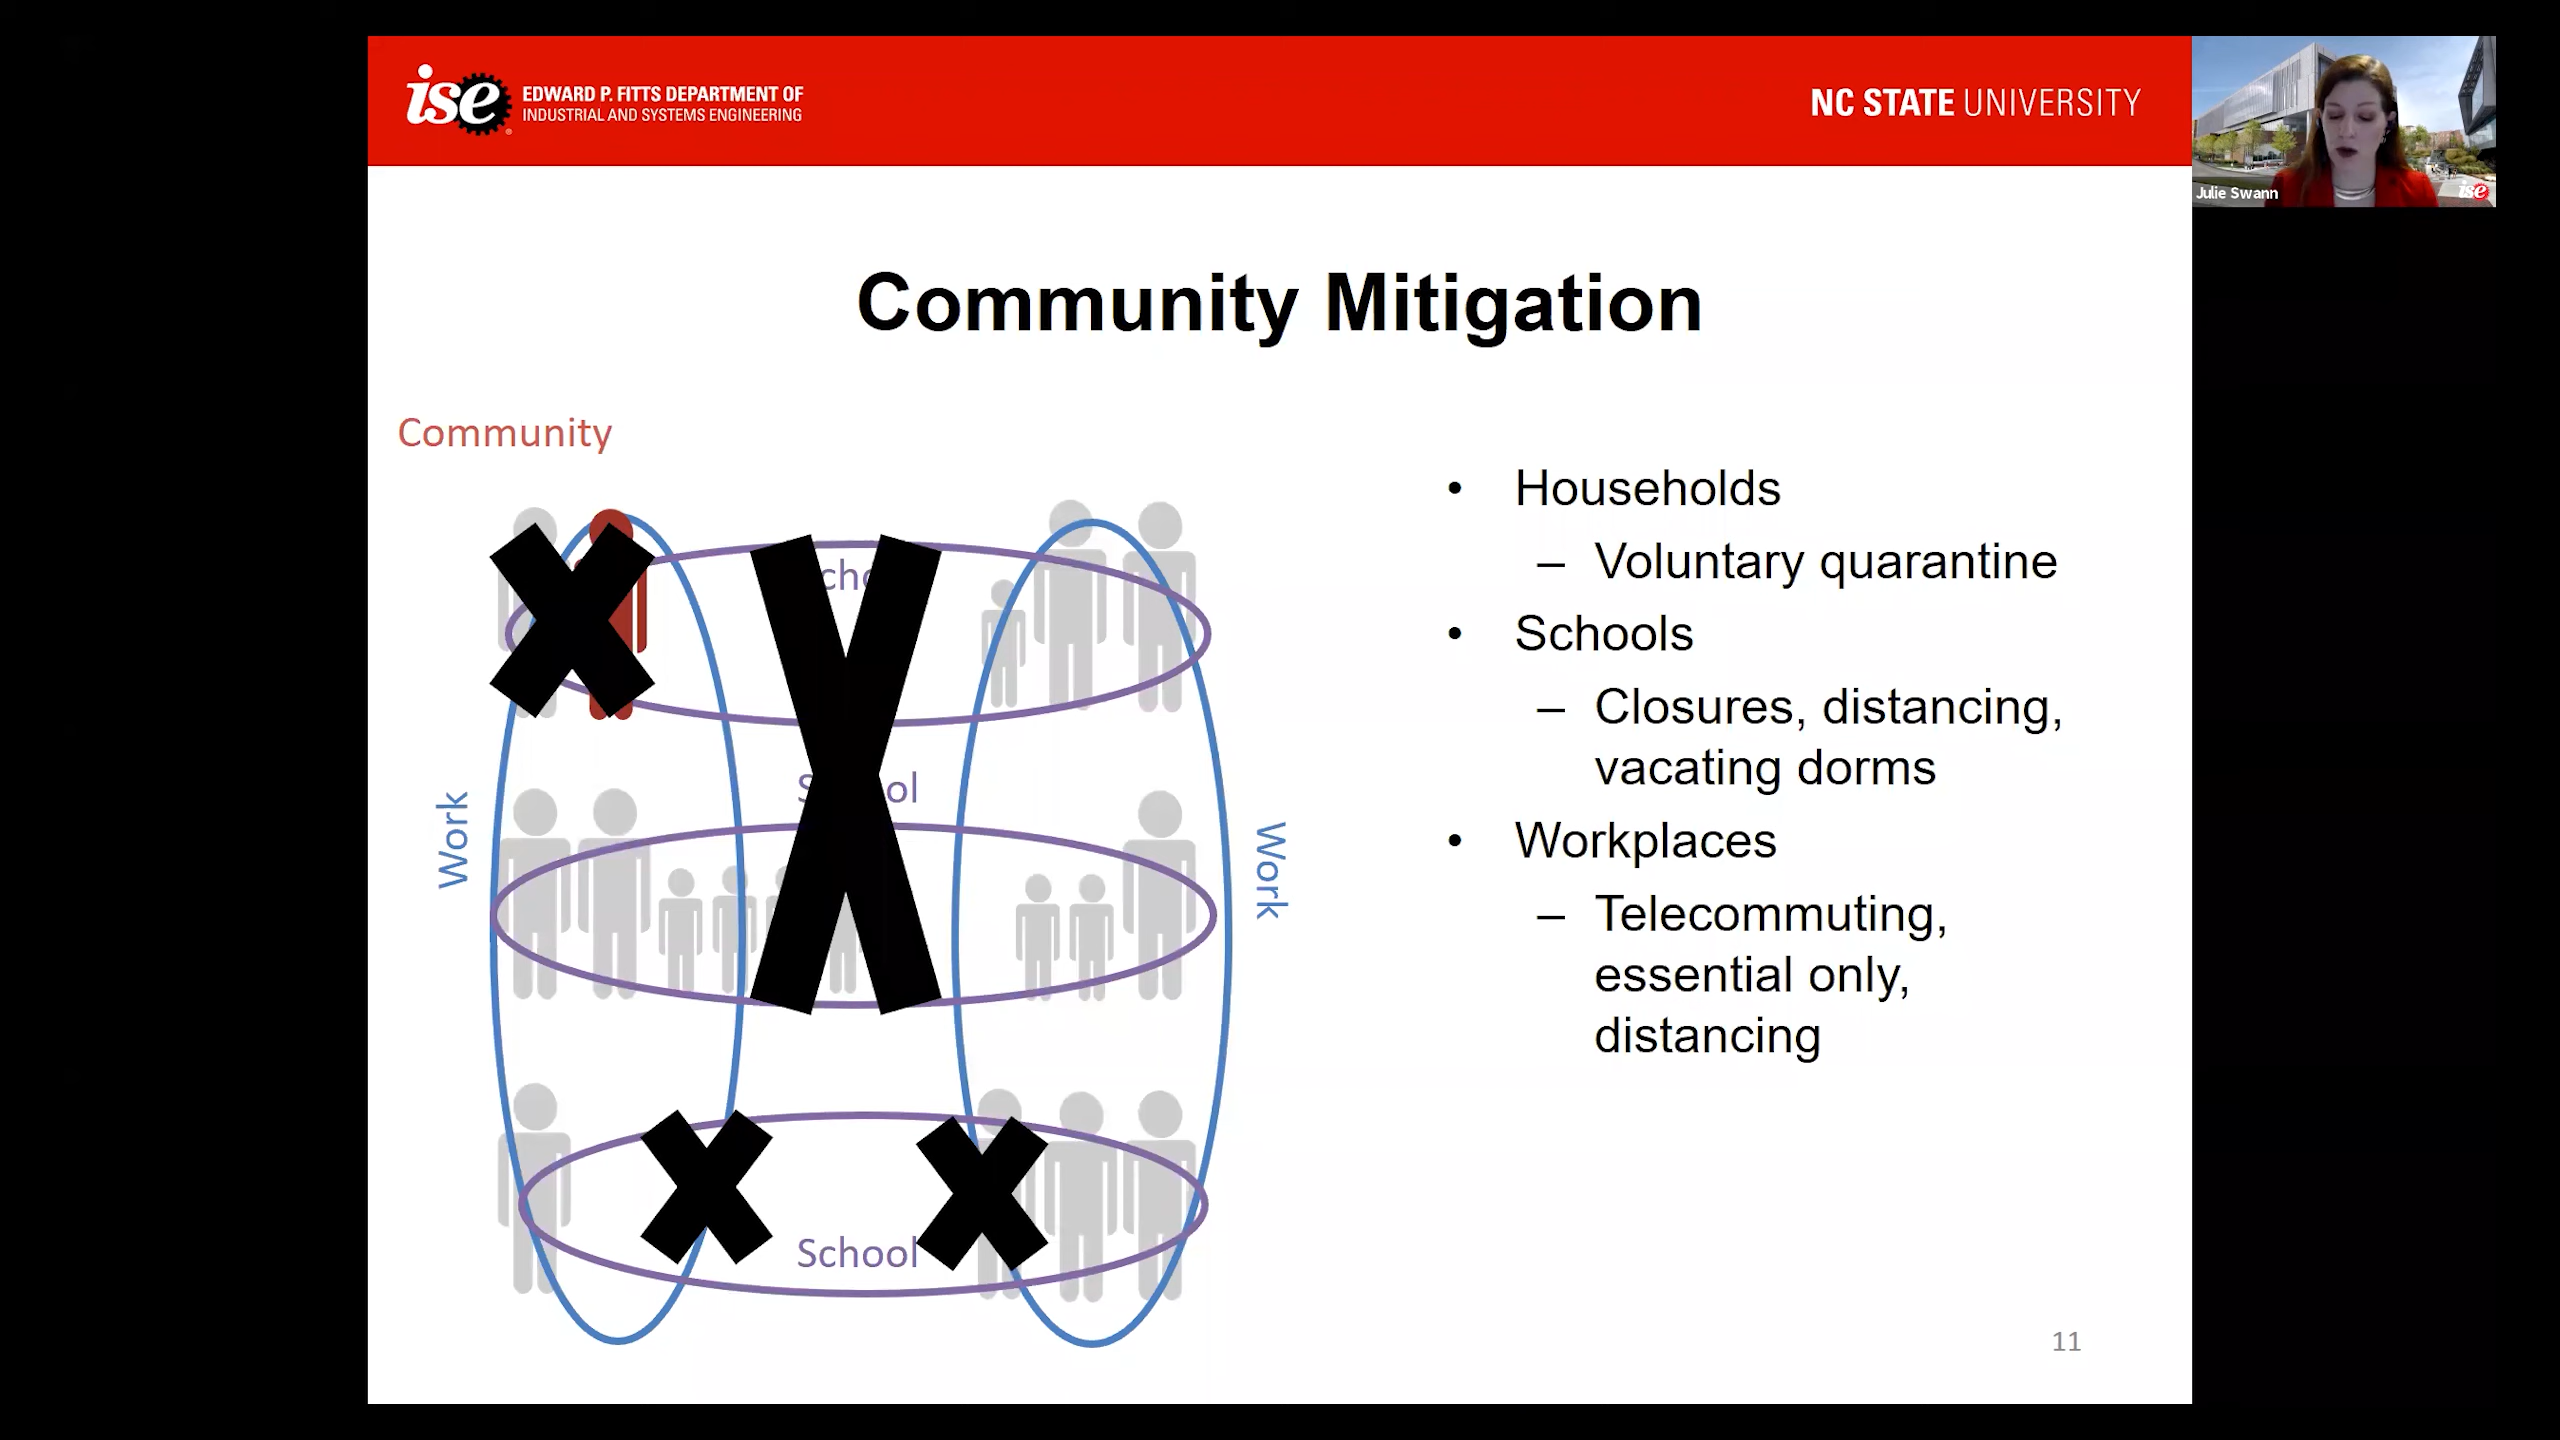 ise EDWARD P. FITTS DEPARTMENT OF
INDUSTRIAL AND SYSTEMS ENGINEERING
NC STATE UNIVERSITY
Julie Swann
ise
Community Mitigation
Community
Work
Work
School
• Households
– Voluntary quarantine
• Schools
– Closures, distancing,
vacating dorms
• Workplaces
– Telecommuting,
essential only,
distancing
11